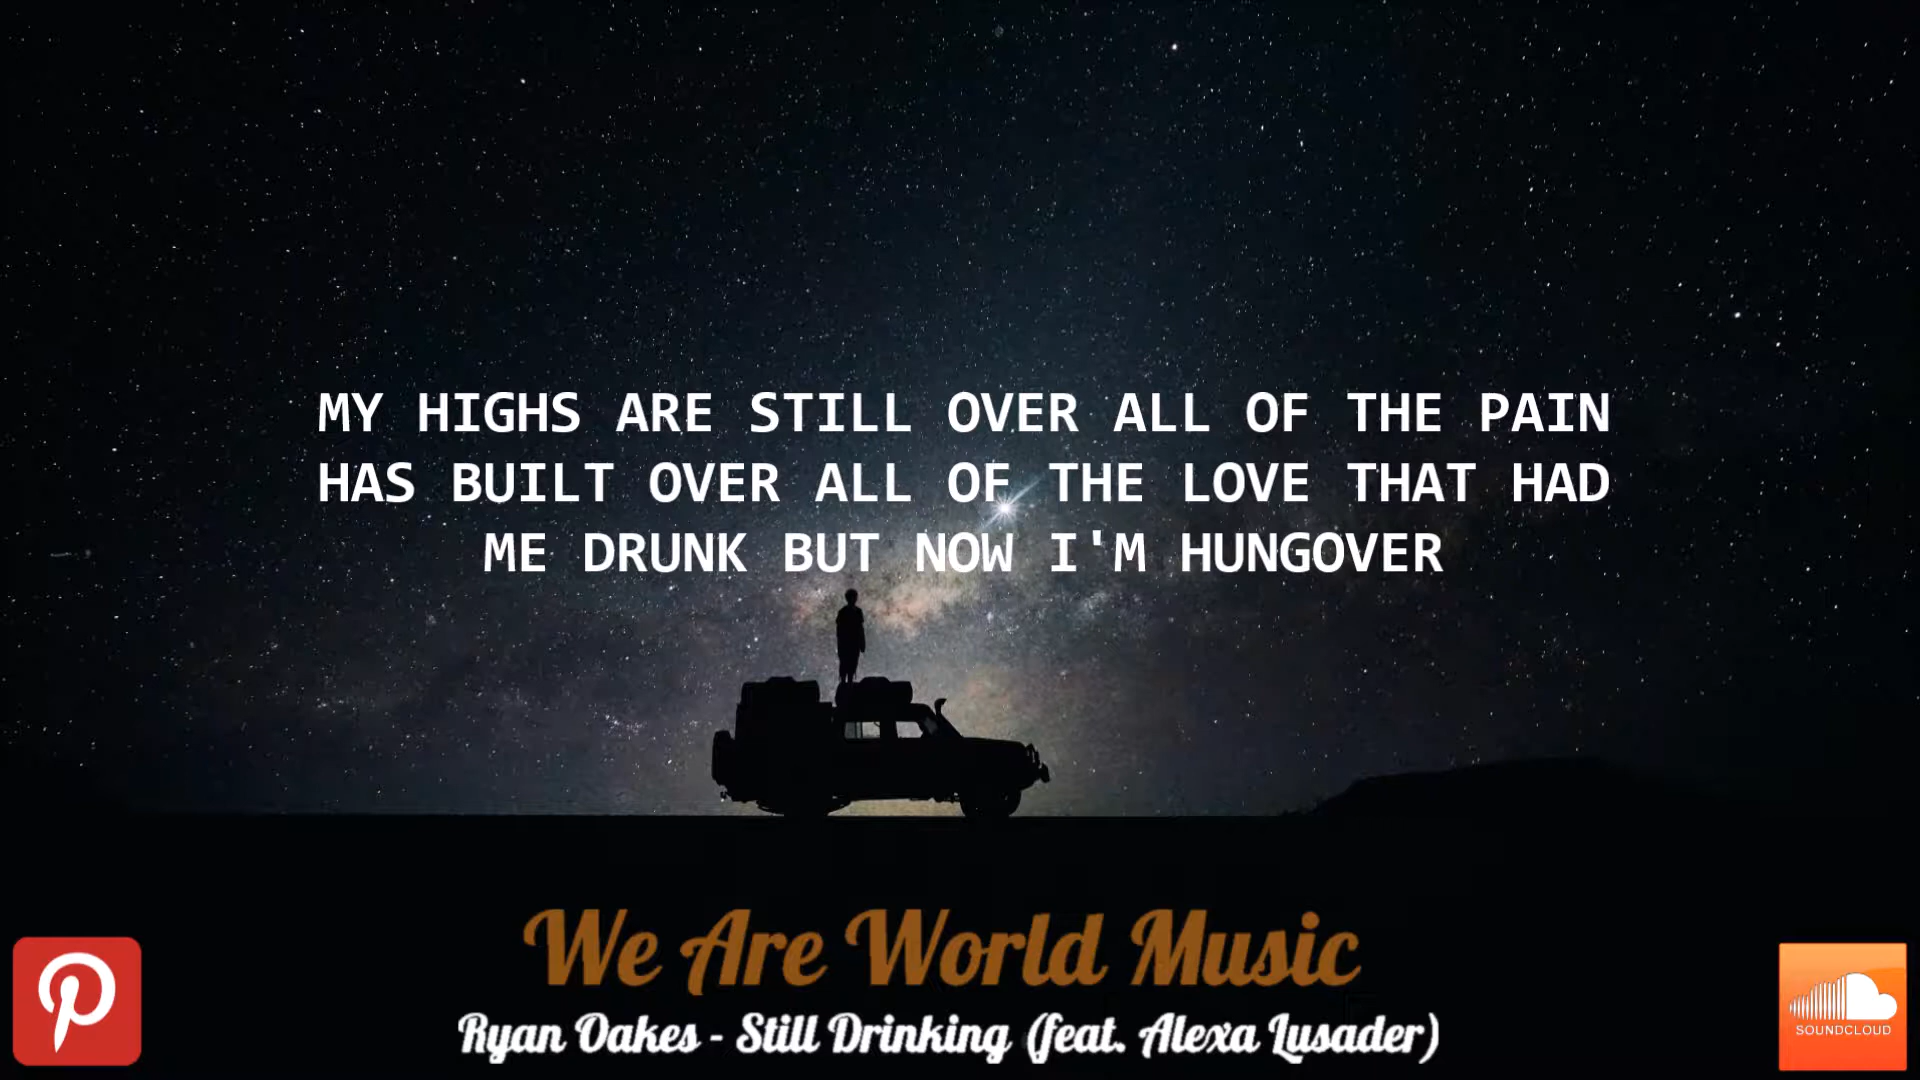 MY HIGHS ARE STILL OVER ALL OF THE PAIN
HAS BUILT OVER ALL OF THE LOVE THAT HAD
ME DRUNK BUT NOW I'M HUNGOVER
We Are World Music
Ryan Oakes - Still Drinking (feat. Alexa Lusader)
SOUNDCLOUD